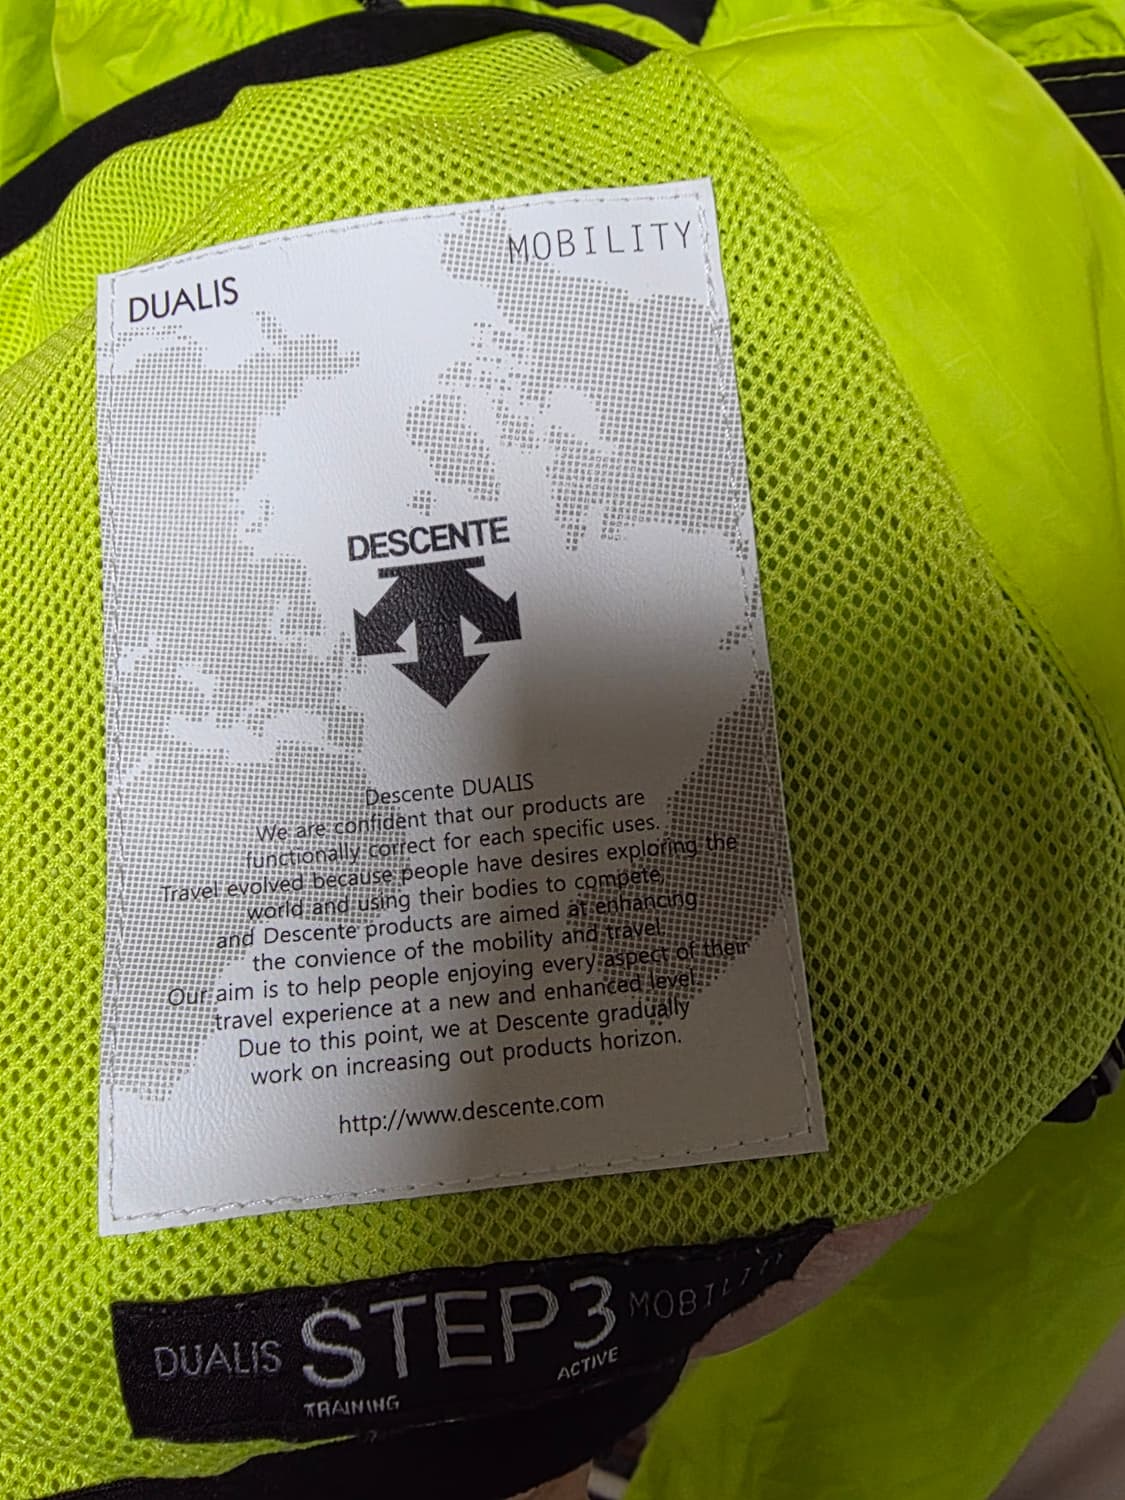 DUALIS
MOBILITY
DESCENTE
Descente DUALIS
We are confident that our products are
functionally correct for each specific uses.
Travel evolved because people have desires exploring the
world and using their bodies to compete,
and Descente products are aimed at enhancing
the convience of the mobility and travel.
Our aim is to help people enjoying every aspect of their
travel experience at a new and enhanced level.
Due to this point, we at Descente gradually
work on increasing out products horizon.
http://www.descente.com
DUALIS STEP3 MOBILITY
TRAINING ACTIVE